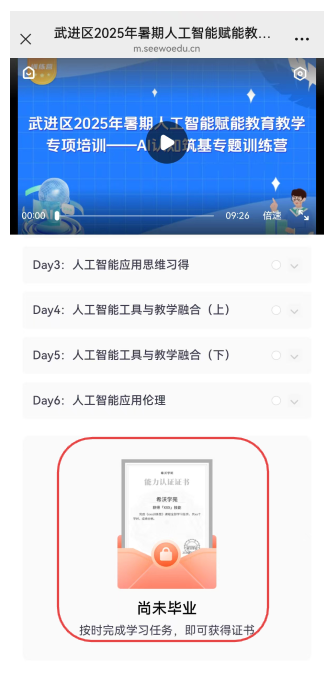 武进区2025年暑期人工智能赋能教...
m.seewoedu.cn
武进区2025年暑期人工智能赋能教育教学
专项培训——AI认知筑基专题训练营
00:00
09:26
倍速
Day3：人工智能应用思维习得
Day4：人工智能工具与教学融合（上）
Day5：人工智能工具与教学融合（下）
Day6：人工智能应用伦理
能力认证证书
希沃学苑
尚未毕业
按时完成学习任务，即可获得证书